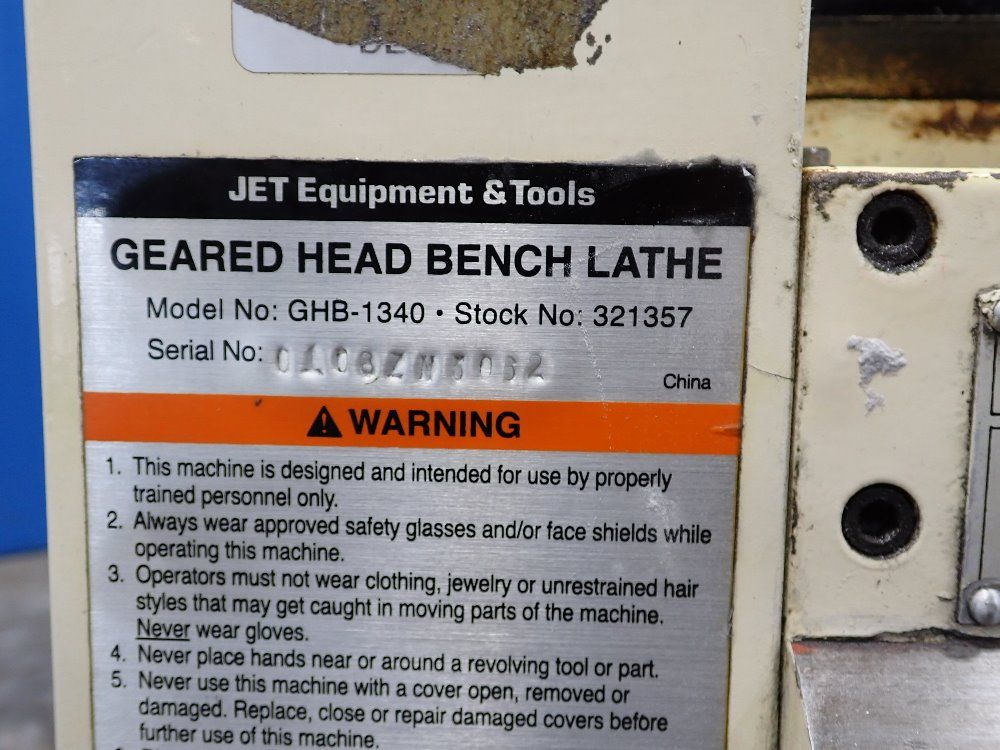 JET Equipment & Tools
GEARED HEAD BENCH LATHE
Model No: GHB-1340 • Stock No: 321357
Serial No:
China
WARNING
1. This machine is designed and intended for use by properly
trained personnel only.
2. Always wear approved safety glasses and/or face shields while
operating this machine.
3. Operators must not wear clothing, jewelry or unrestrained hair
styles that may get caught in moving parts of the machine.
Never wear gloves.
4. Never place hands near or around a revolving tool or part.
5. Never use this machine with a cover open, removed or
damaged. Replace, close or repair damaged covers before
further use of this machine.